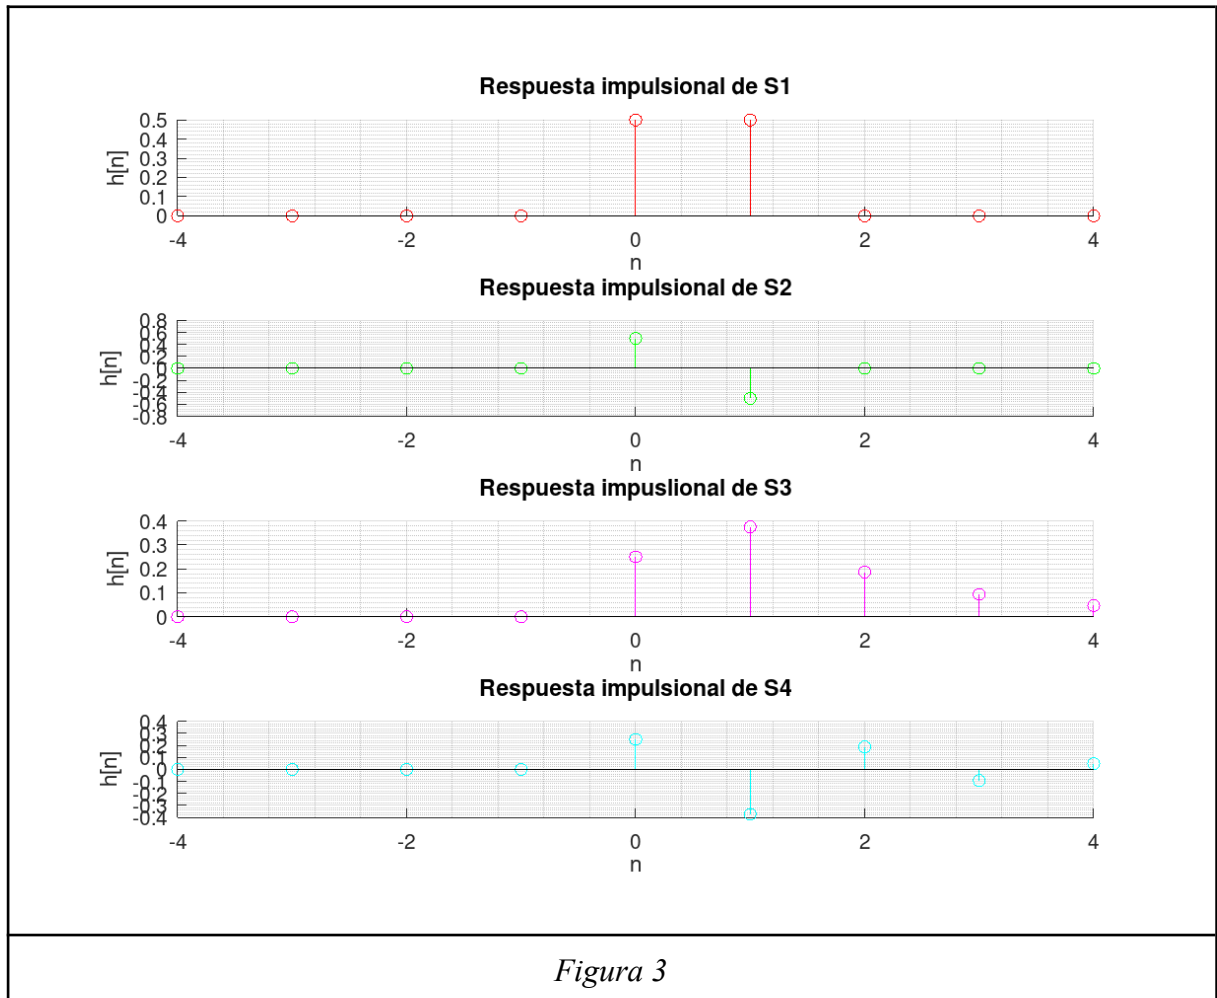 Respuesta impulsional de S1
0.5
0.4
0.3
0.2
0.1
0
h[n]
-4 -2 0 2 4
n
Respuesta impulsional de S2
0.8
0.6
0.4
0.2
0
-0.2
-0.4
-0.6
-0.8
h[n]
-4 -2 0 2 4
n
Respuesta impuslional de S3
0.4
0.3
0.2
0.1
0
h[n]
-4 -2 0 2 4
n
Respuesta impulsional de S4
0.4
0.3
0.2
0.1
0
-0.1
-0.2
-0.3
-0.4
h[n]
-4 -2 0 2 4
n
Figura 3